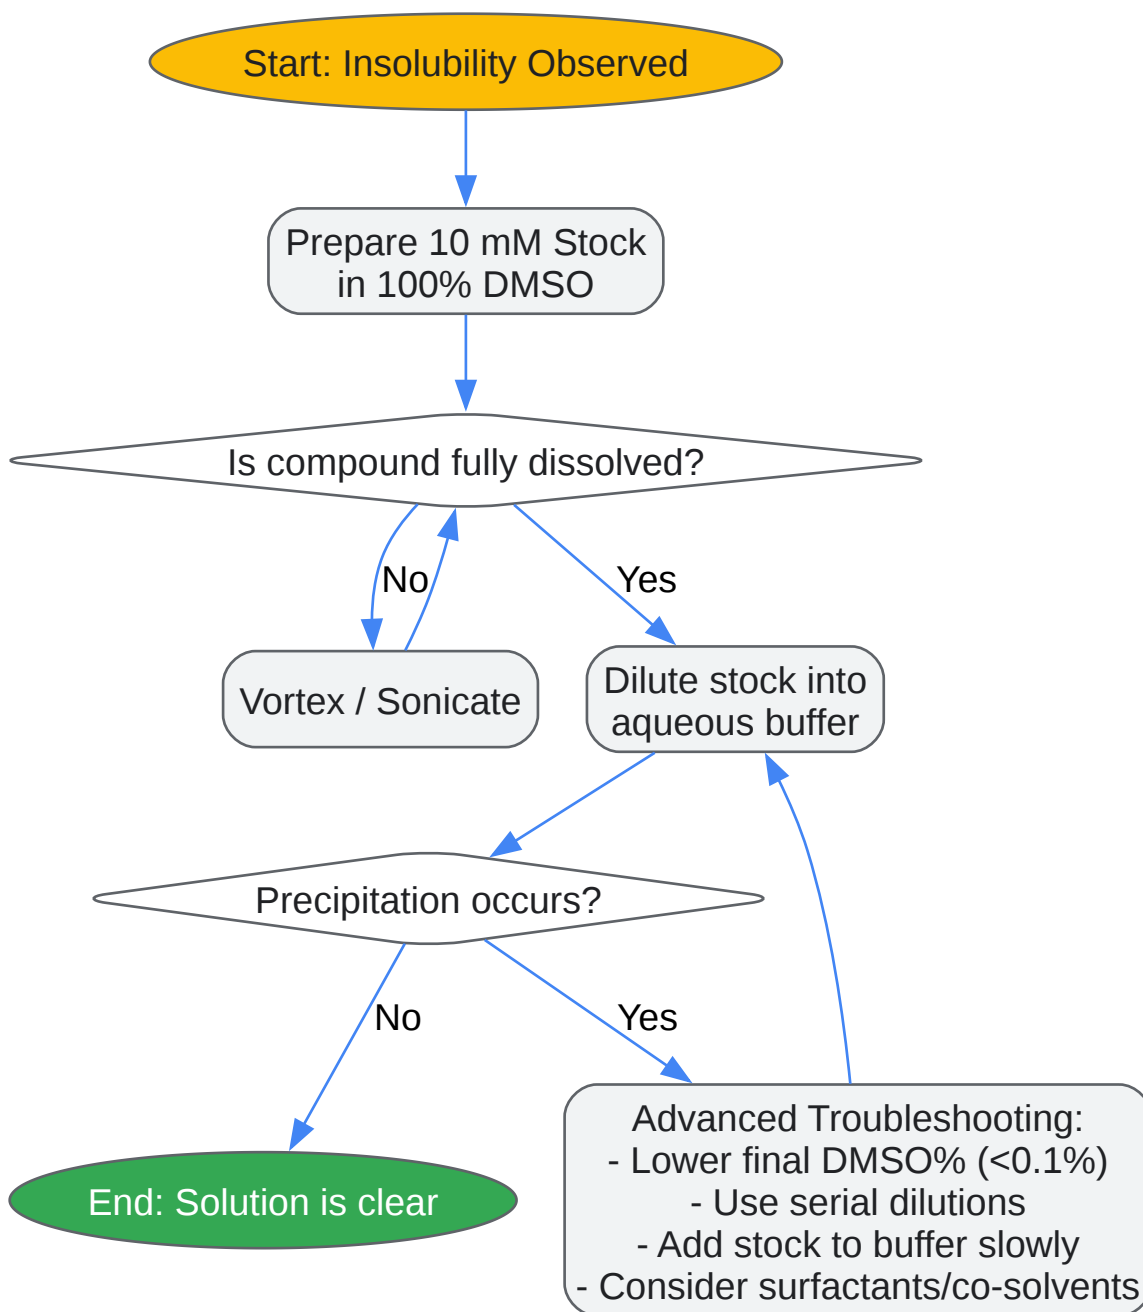 Start: Insolubility Observed
Prepare 10 mM Stock
in 100% DMSO
Is compound fully dissolved?
No
Yes
Vortex / Sonicate
Dilute stock into
aqueous buffer
Precipitation occurs?
No
Yes
Advanced Troubleshooting:
- Lower final DMSO% (<0.1%)
- Use serial dilutions
- Add stock to buffer slowly
- Consider surfactants/co-solvents
End: Solution is clear